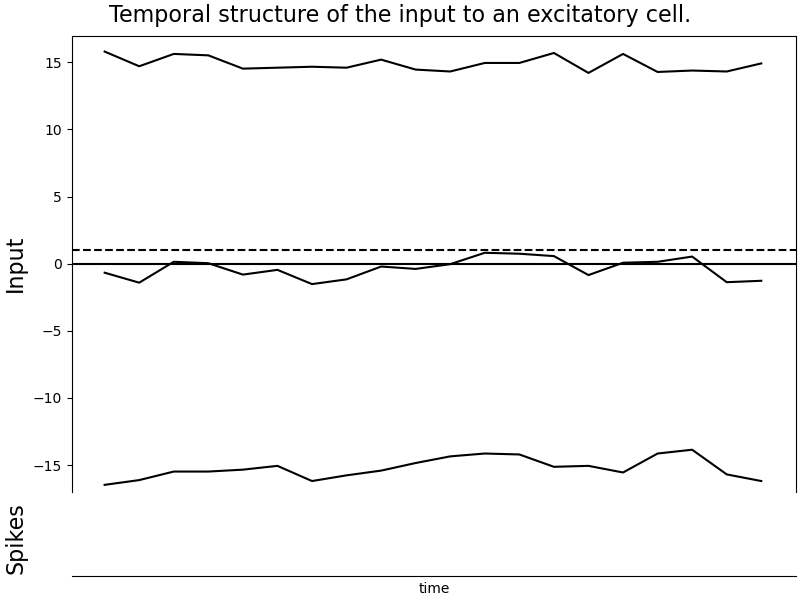 Temporal structure of the input to an excitatory cell.
15
10
5
0
−5
−10
−15
Input
Spikes
time